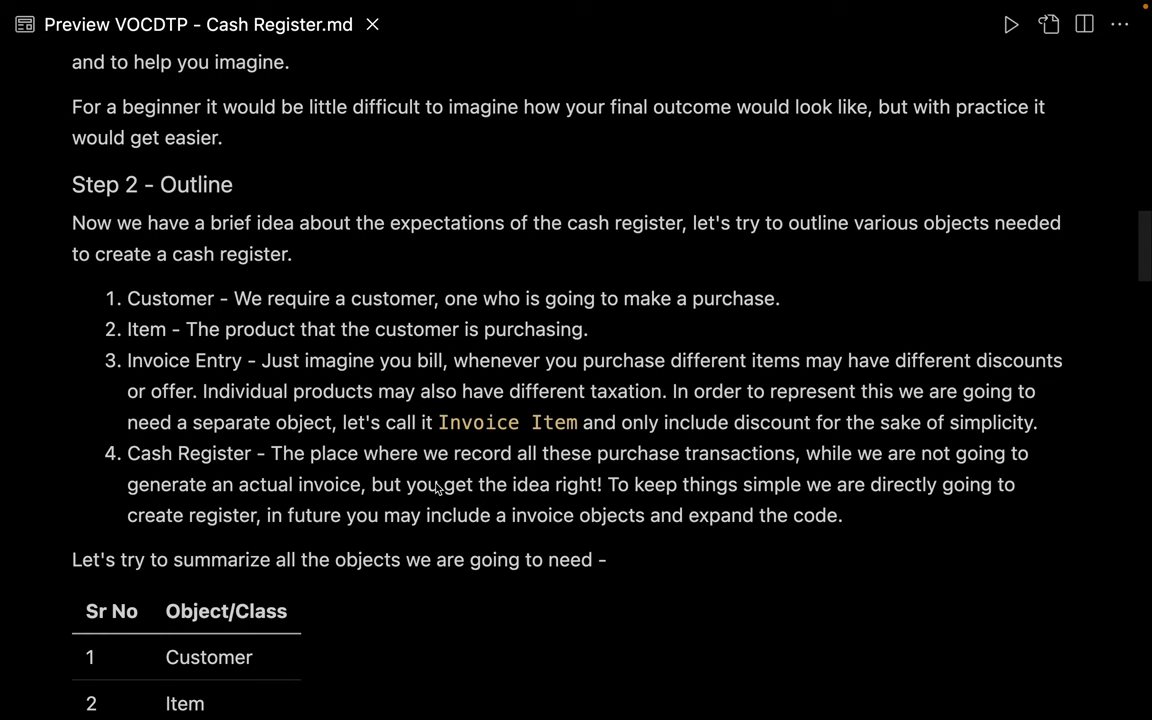 Preview VOCDTP - Cash Register.md
and to help you imagine.
For a beginner it would be little difficult to imagine how your final outcome would look like, but with practice it
would get easier.
Step 2 - Outline
Now we have a brief idea about the expectations of the cash register, let's try to outline various objects needed
to create a cash register.
1. Customer - We require a customer, one who is going to make a purchase.
2. Item - The product that the customer is purchasing.
3. Invoice Entry - Just imagine you bill, whenever you purchase different items may have different discounts
or offer. Individual products may also have different taxation. In order to represent this we are going to
need a separate object, let's call it Invoice Item and only include discount for the sake of simplicity.
4. Cash Register - The place where we record all these purchase transactions, while we are not going to
generate an actual invoice, but you get the idea right! To keep things simple we are directly going to
create register, in future you may include a invoice objects and expand the code.
Let's try to summarize all the objects we are going to need -
Sr No Object/Class
1 Customer
2 Item